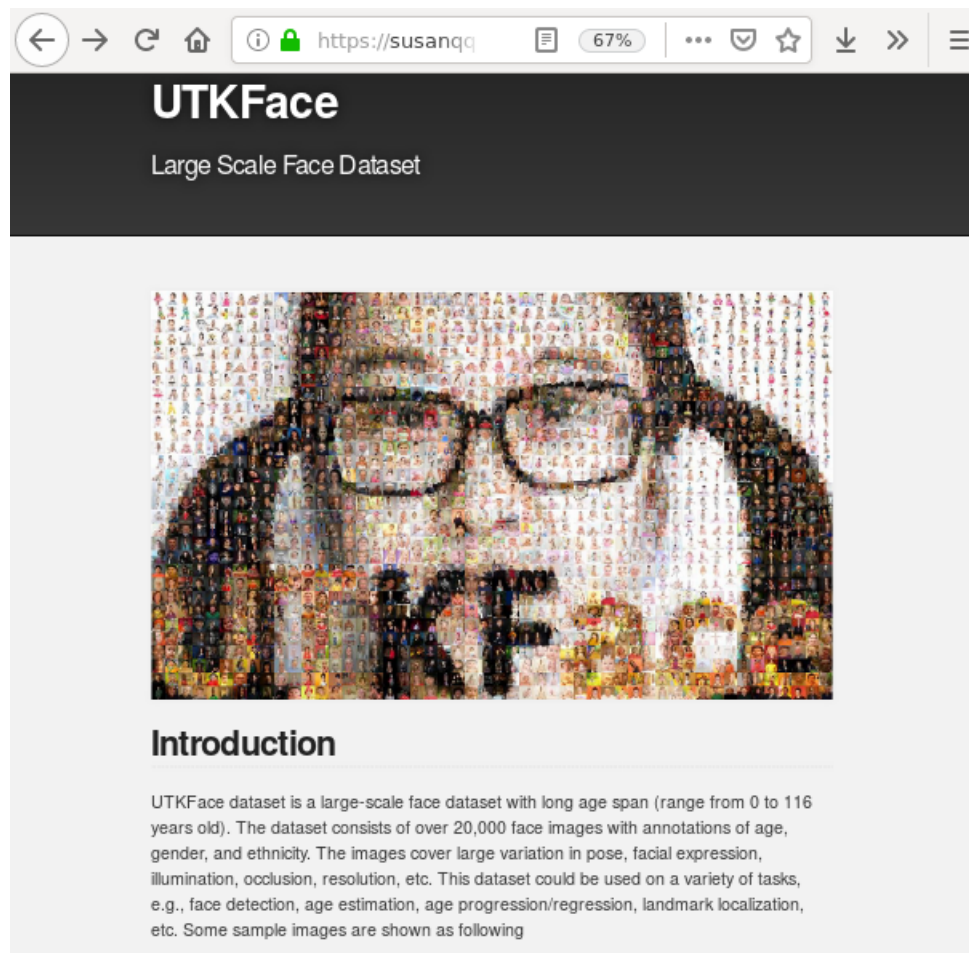 https://susanqq
67%
UTKFace
Large Scale Face Dataset
UTKFace
Introduction
UTKFace dataset is a large-scale face dataset with long age span (range from 0 to 116
years old). The dataset consists of over 20,000 face images with annotations of age,
gender, and ethnicity. The images cover large variation in pose, facial expression,
illumination, occlusion, resolution, etc. This dataset could be used on a variety of tasks,
e.g., face detection, age estimation, age progression/regression, landmark localization,
etc. Some sample images are shown as following